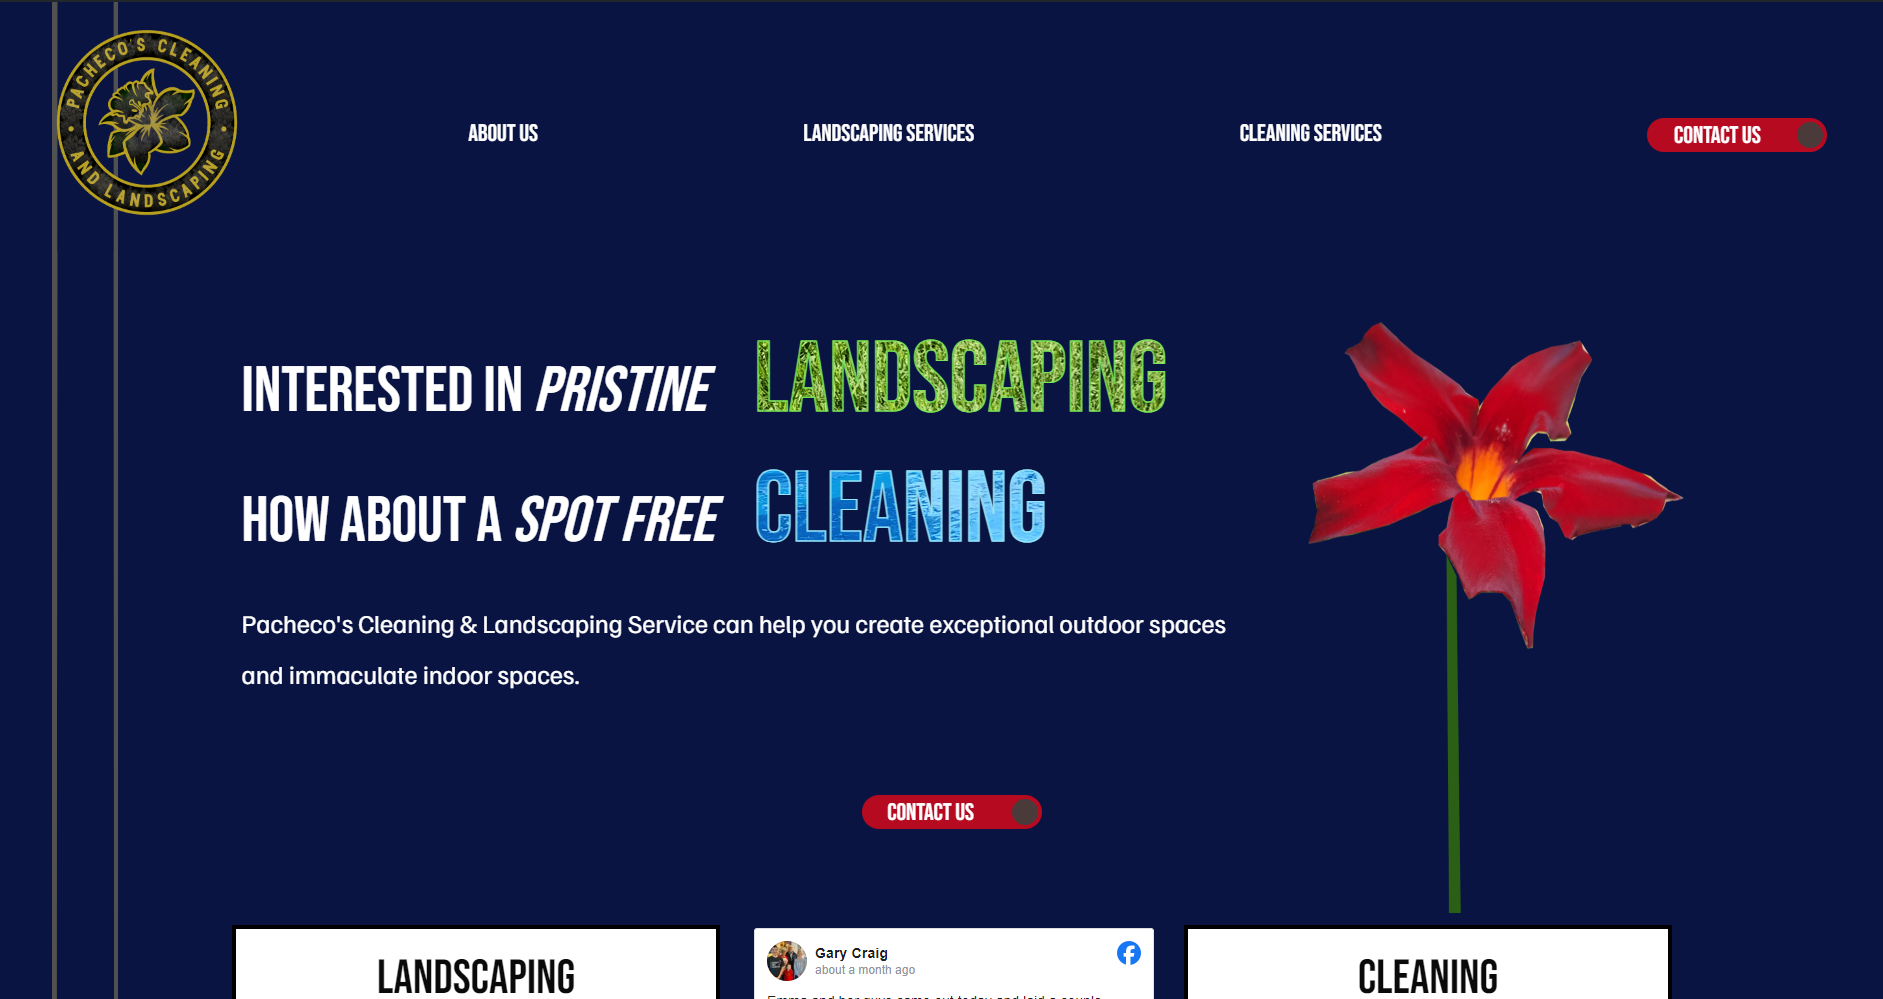 PACHECO'S CLEANING
AND LANDSCAPING
ABOUT US
LANDSCAPING SERVICES
CLEANING SERVICES
CONTACT US
INTERESTED IN PRISTINE LANDSCAPING
HOW ABOUT A SPOT FREE CLEANING
Pacheco's Cleaning & Landscaping Service can help you create exceptional outdoor spaces
and immaculate indoor spaces.
CONTACT US
LANDSCAPING
Gary Craig
about a month ago
CLEANING